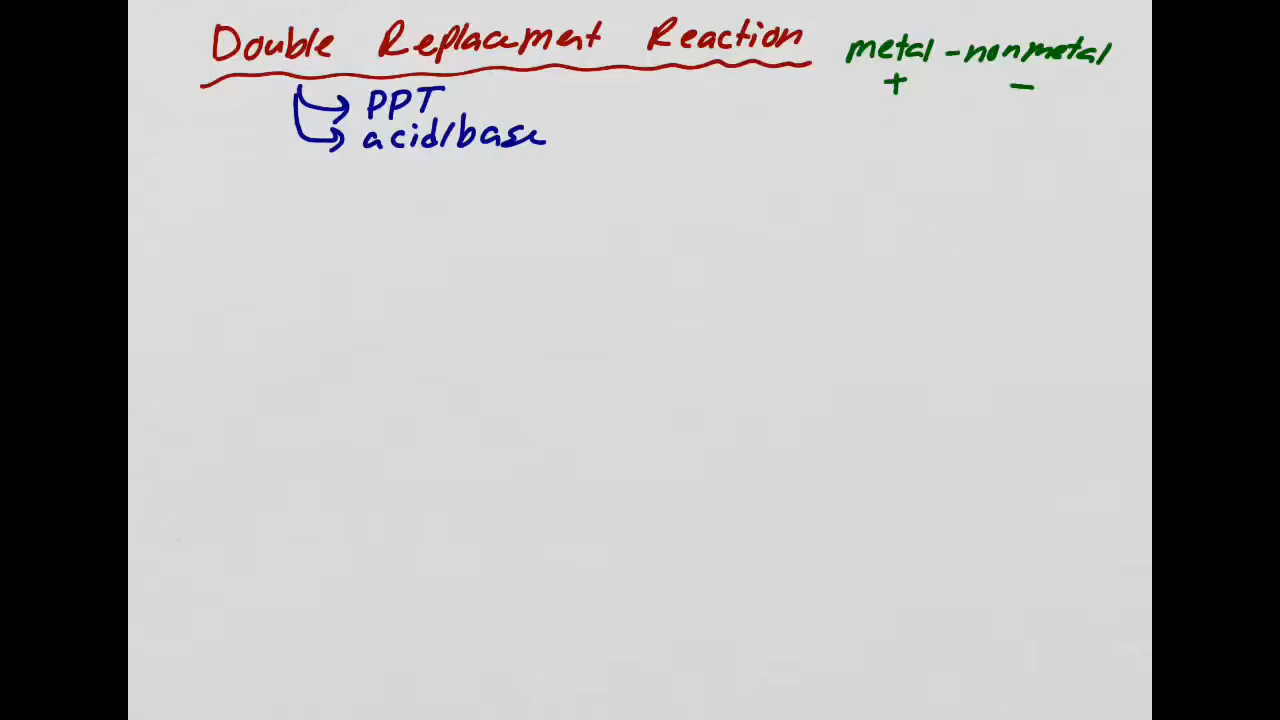 Double Replacement Reaction
metal - nonmetal
+ -
PPT
acid/base